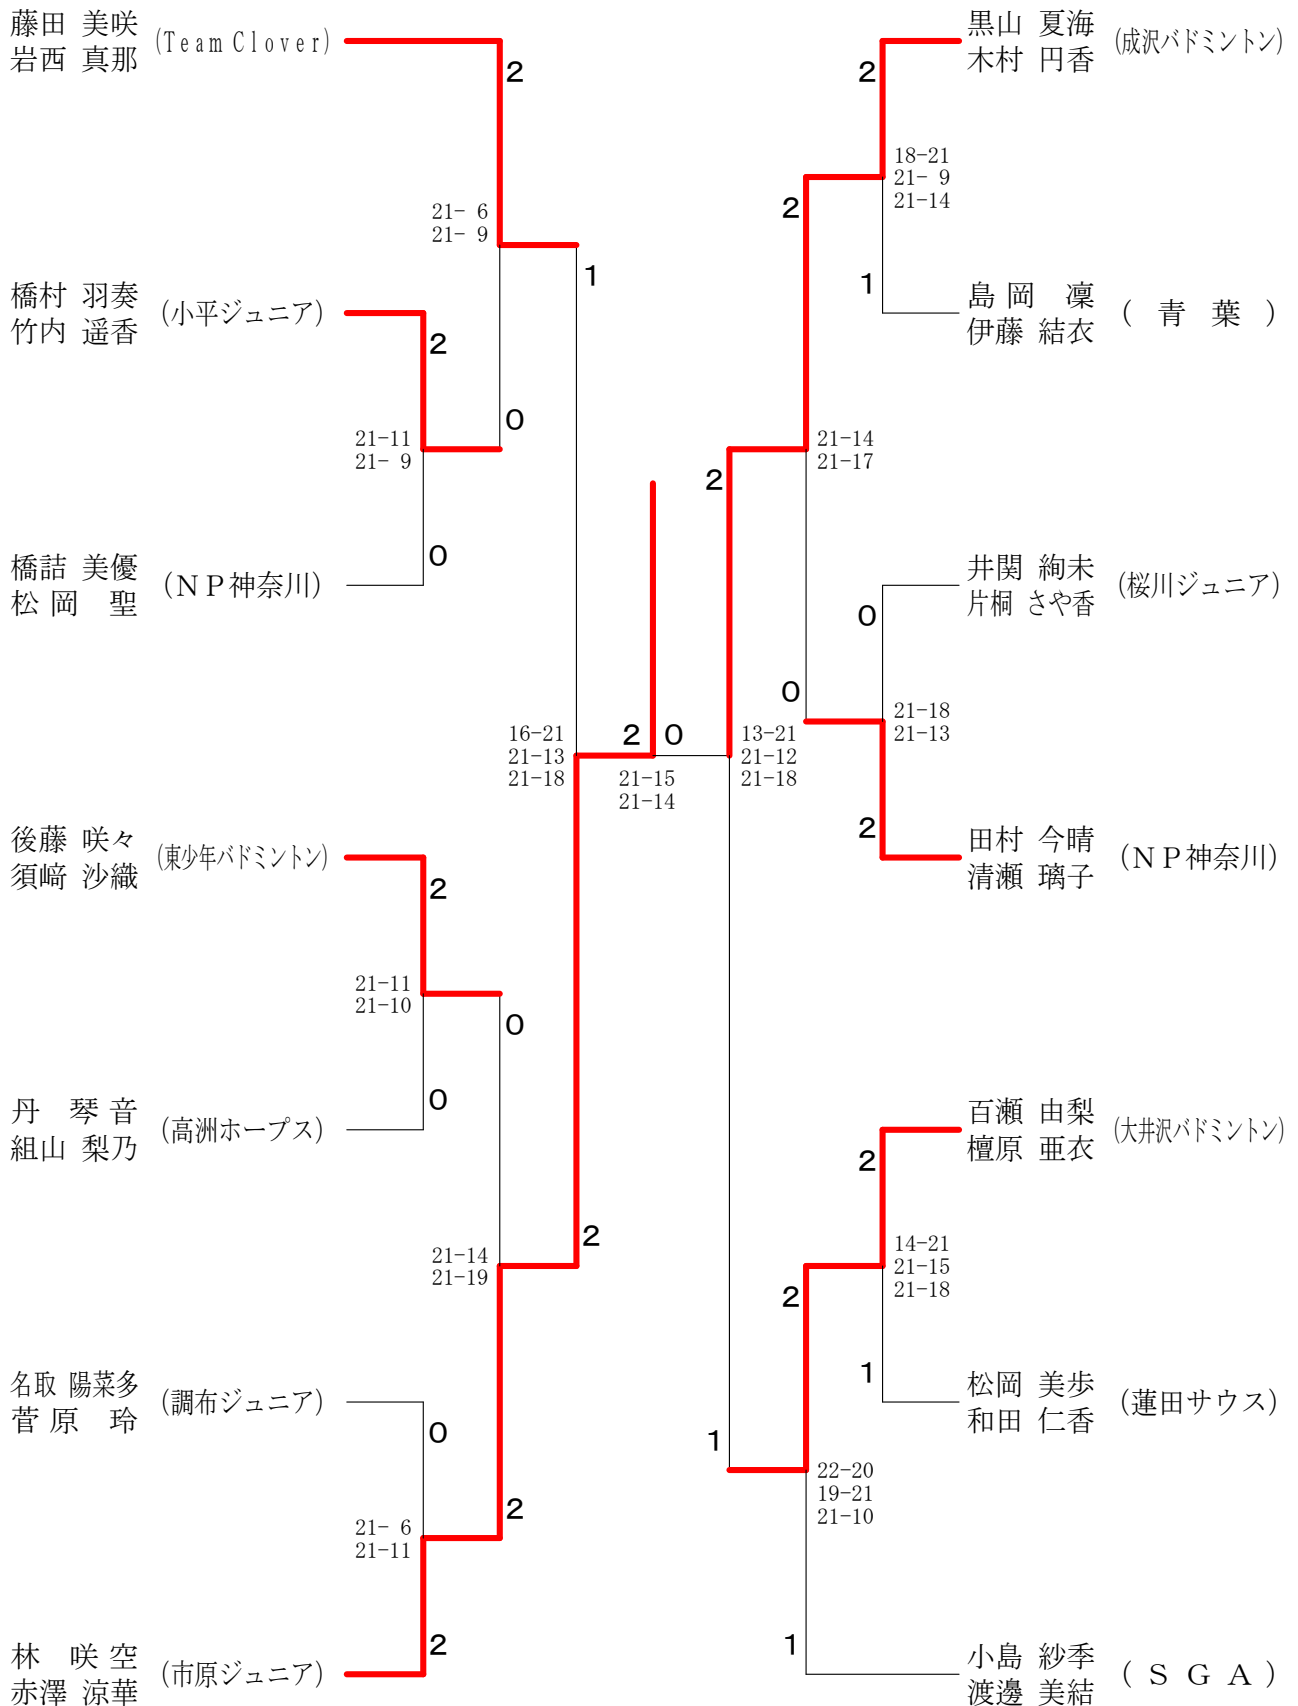 藤田 美咲
岩西 真那
(Team Clover)
2
21- 6
21- 9
1
橋村 羽奏
竹内 遥香
(小平ジュニア)
2
0
21-11
21- 9
0
橋詰 美優
松岡 聖
(ＮＰ神奈川)
16-21
21-13
21-18
2
0
21-15
21-14
後藤 咲々
須﨑 沙織
(東少年バドミントン)
2
21-11
21-10
0
0
丹 琴音
組山 梨乃
(高洲ホープス)
21-14
21-19
2
名取 陽菜多
菅原 玲
(調布ジュニア)
0
2
21- 6
21-11
2
林 咲空
赤澤 涼華
(市原ジュニア)
黒山 夏海
木村 円香
(成沢バドミントン)
2
18-21
21- 9
21-14
2
1
島岡 凜
伊藤 結衣
(青葉)
21-14
21-17
2
井関 絢未
片桐 さや香
(桜川ジュニア)
0
0
21-18
21-13
13-21
21-12
21-18
2
田村 今晴
清瀬 璃子
(ＮＰ神奈川)
百瀬 由梨
檀原 亜衣
(大井沢バドミントン)
2
14-21
21-15
21-18
2
1
松岡 美歩
和田 仁香
(蓮田サウス)
1
22-20
19-21
21-10
1
小島 紗季
渡邊 美結
(ＳＧＡ)